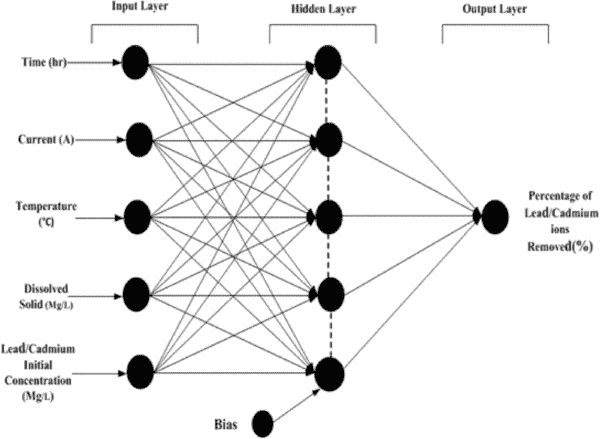 Input Layer
Hidden Layer
Output Layer
Time (hr)
Current (A)
Temperature
(℃)
Dissolved
Solid (Mg/L)
Lead/Cadmium
Initial
Concentration
(Mg/L)
Bias
Percentage of
Lead/Cadmium
ions
Removed(%)